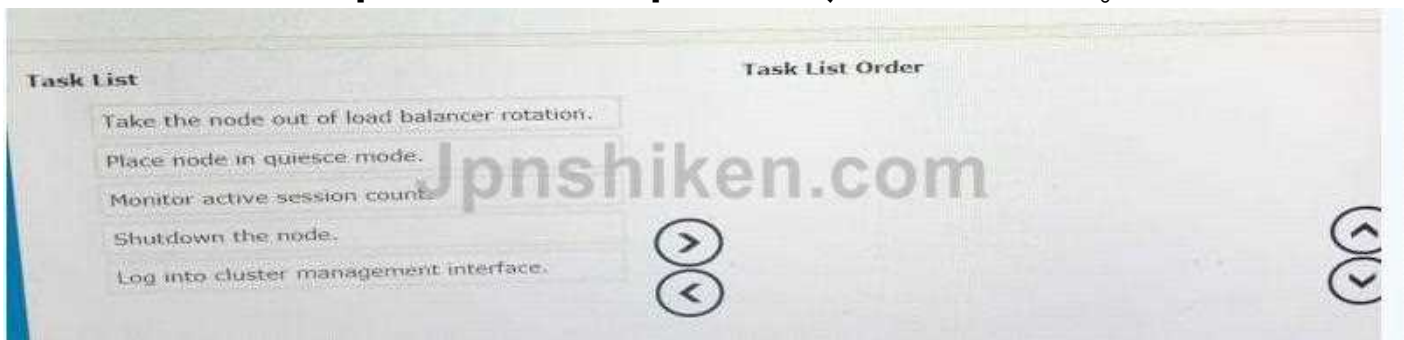 Task List
Task List Order
Take the node out of load balancer rotation.
Place node in quiesce mode.
Monitor active session count.
Shutdown the node.
Log into cluster management interface.
Jpnshiken.com